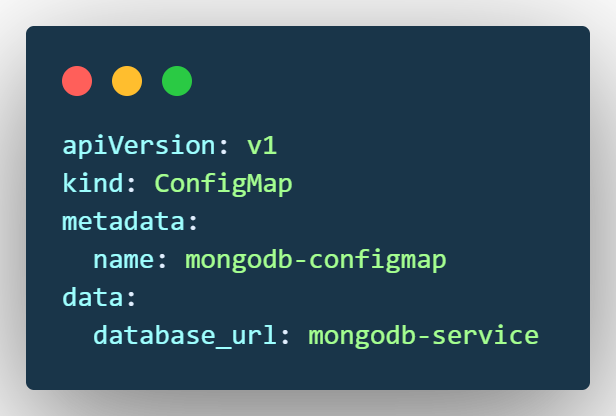 apiVersion: v1
kind: ConfigMap
metadata:
  name: mongodb-configmap
data:
  database_url: mongodb-service